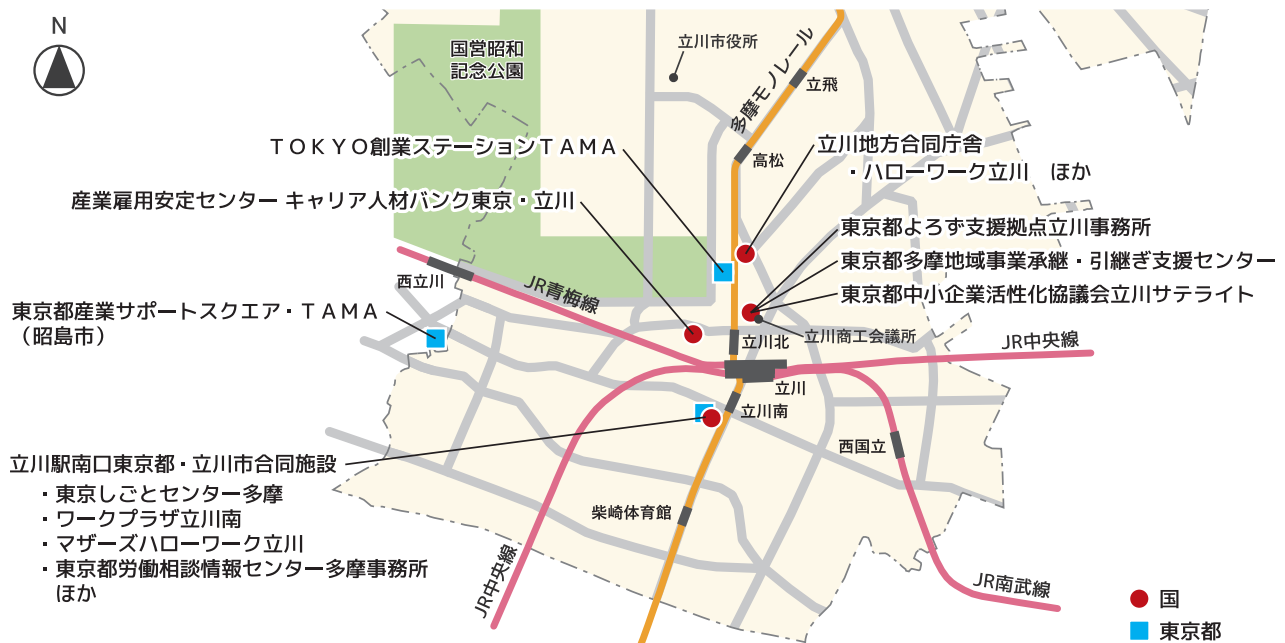 N
国営昭和
記念公園
立川市役所
多摩モノレール
立飛
高松
TOKYO創業ステーションTAMA
立川地方合同庁舎
・ハローワーク立川　ほか
産業雇用安定センター キャリア人材バンク東京・立川
東京都よろず支援拠点立川事務所
東京都多摩地域事業承継・引継ぎ支援センター
東京都中小企業活性化協議会立川サテライト
西立川
JR青梅線
東京都産業サポートスクエア・TAMA
（昭島市）
立川北
立川商工会議所
JR中央線
立川
立川南
西国立
立川駅南口東京都・立川市合同施設
・東京しごとセンター多摩
・ワークプラザ立川南
・マザーズハローワーク立川
・東京都労働相談情報センター多摩事務所
ほか
柴崎体育館
JR中央線
JR南武線
国
東京都